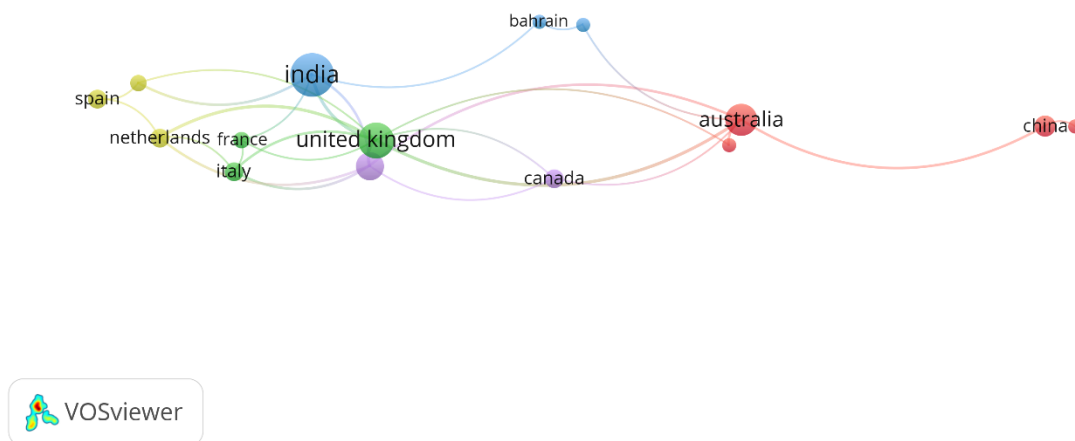 bahrain
india
spain
australia
china
netherlands
france
united kingdom
italy
canada
VOSviewer